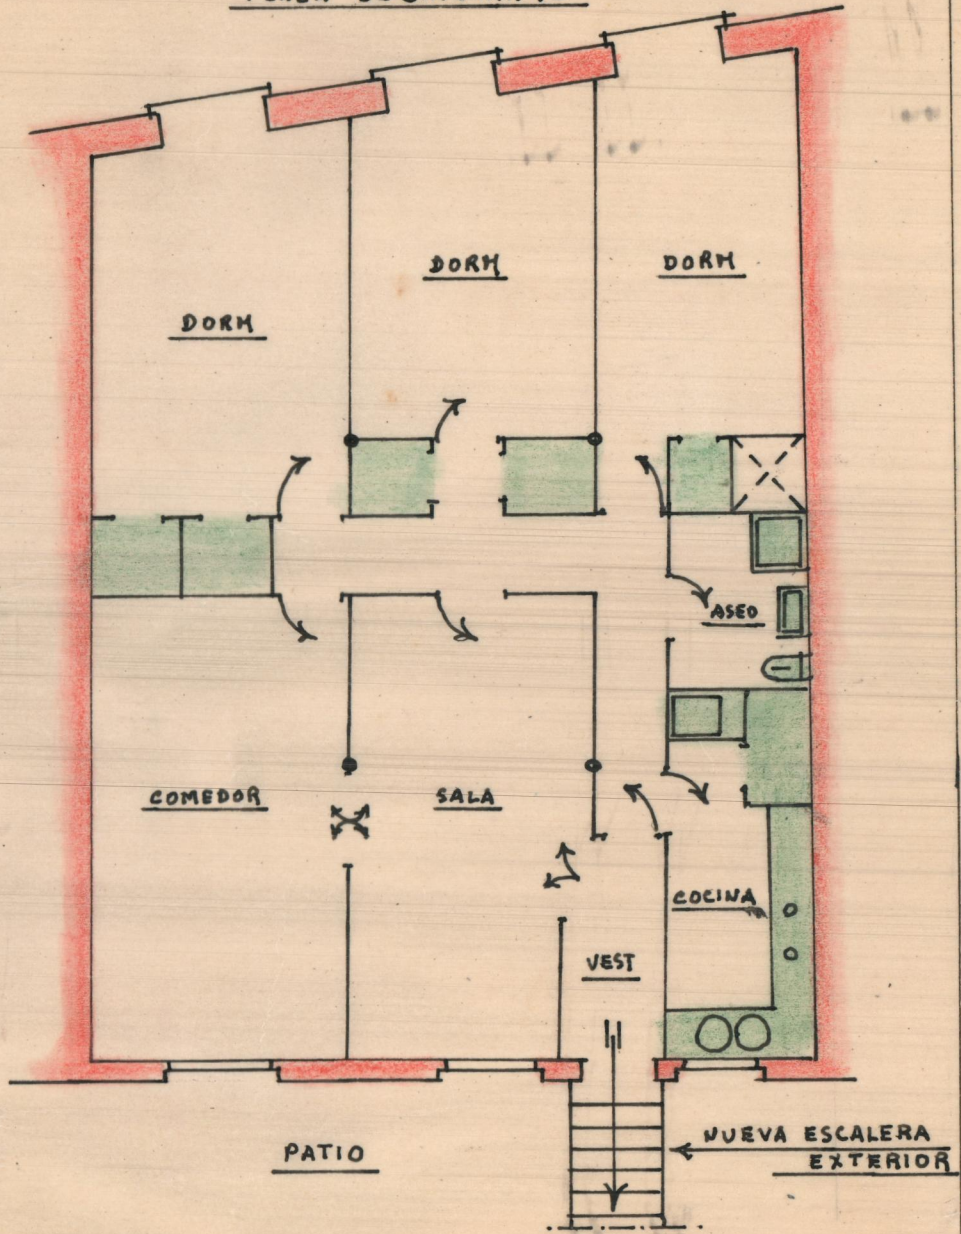 DORM
DORM
DORM
ASEO
COMEDOR
SALA
COCINA
VEST
PATIO
NUEVA ESCALERA
EXTERIOR